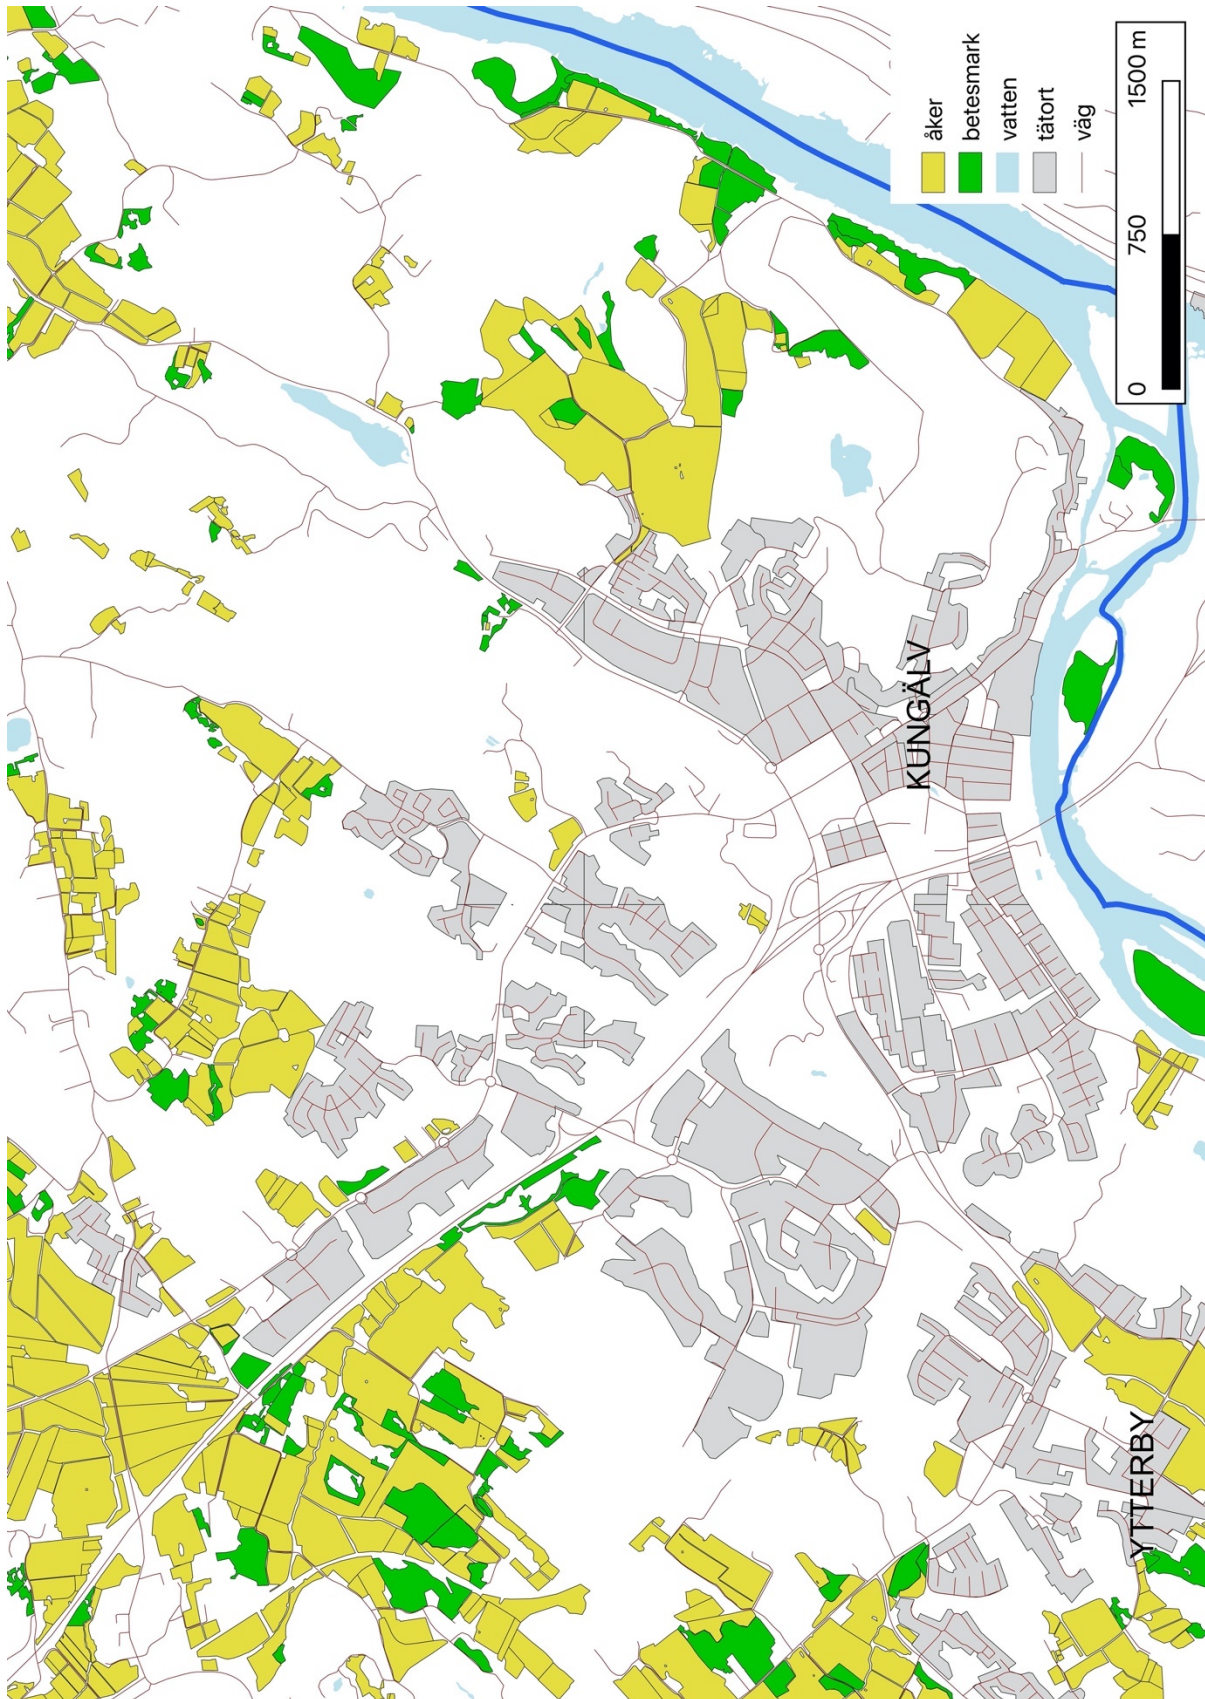 KUNGÄLV
YTTERBY
åker
betesmark
vatten
tätort
väg
0 750 1500 m